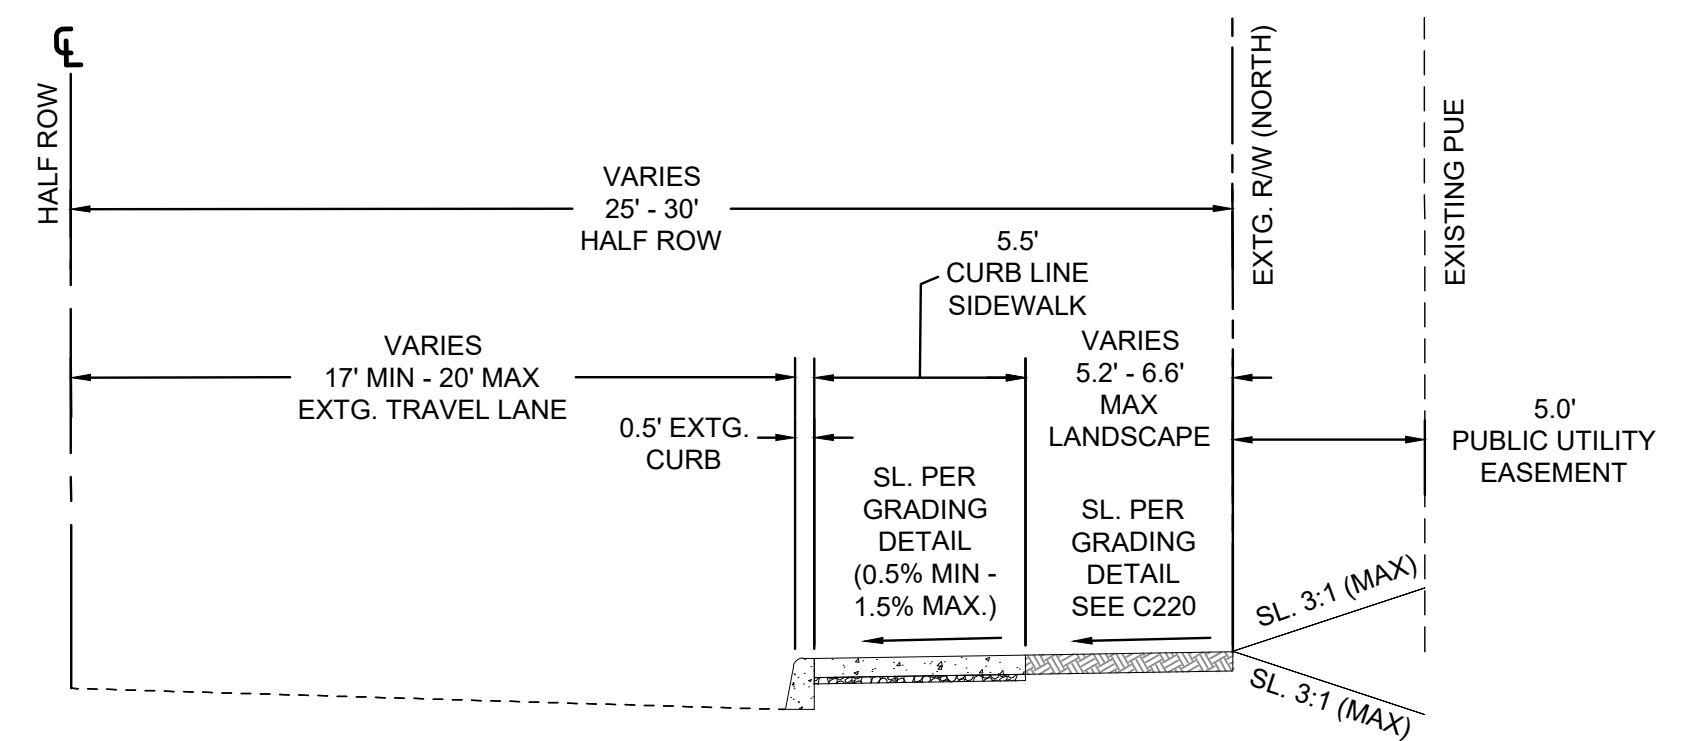 ℄
HALF ROW
VARIES
25' - 30'
HALF ROW
EXTG. R/W (NORTH)
EXISTING PUE
5.5'
CURB LINE
SIDEWALK
VARIES
17' MIN - 20' MAX
EXTG. TRAVEL LANE
0.5' EXTG.
CURB
VARIES
5.2' - 6.6'
MAX
LANDSCAPE
5.0'
PUBLIC UTILITY
EASEMENT
SL. PER
GRADING
DETAIL
(0.5% MIN -
1.5% MAX.)
SL. PER
GRADING
DETAIL
SEE C220
SL. 3:1 (MAX)
SL. 3:1 (MAX)